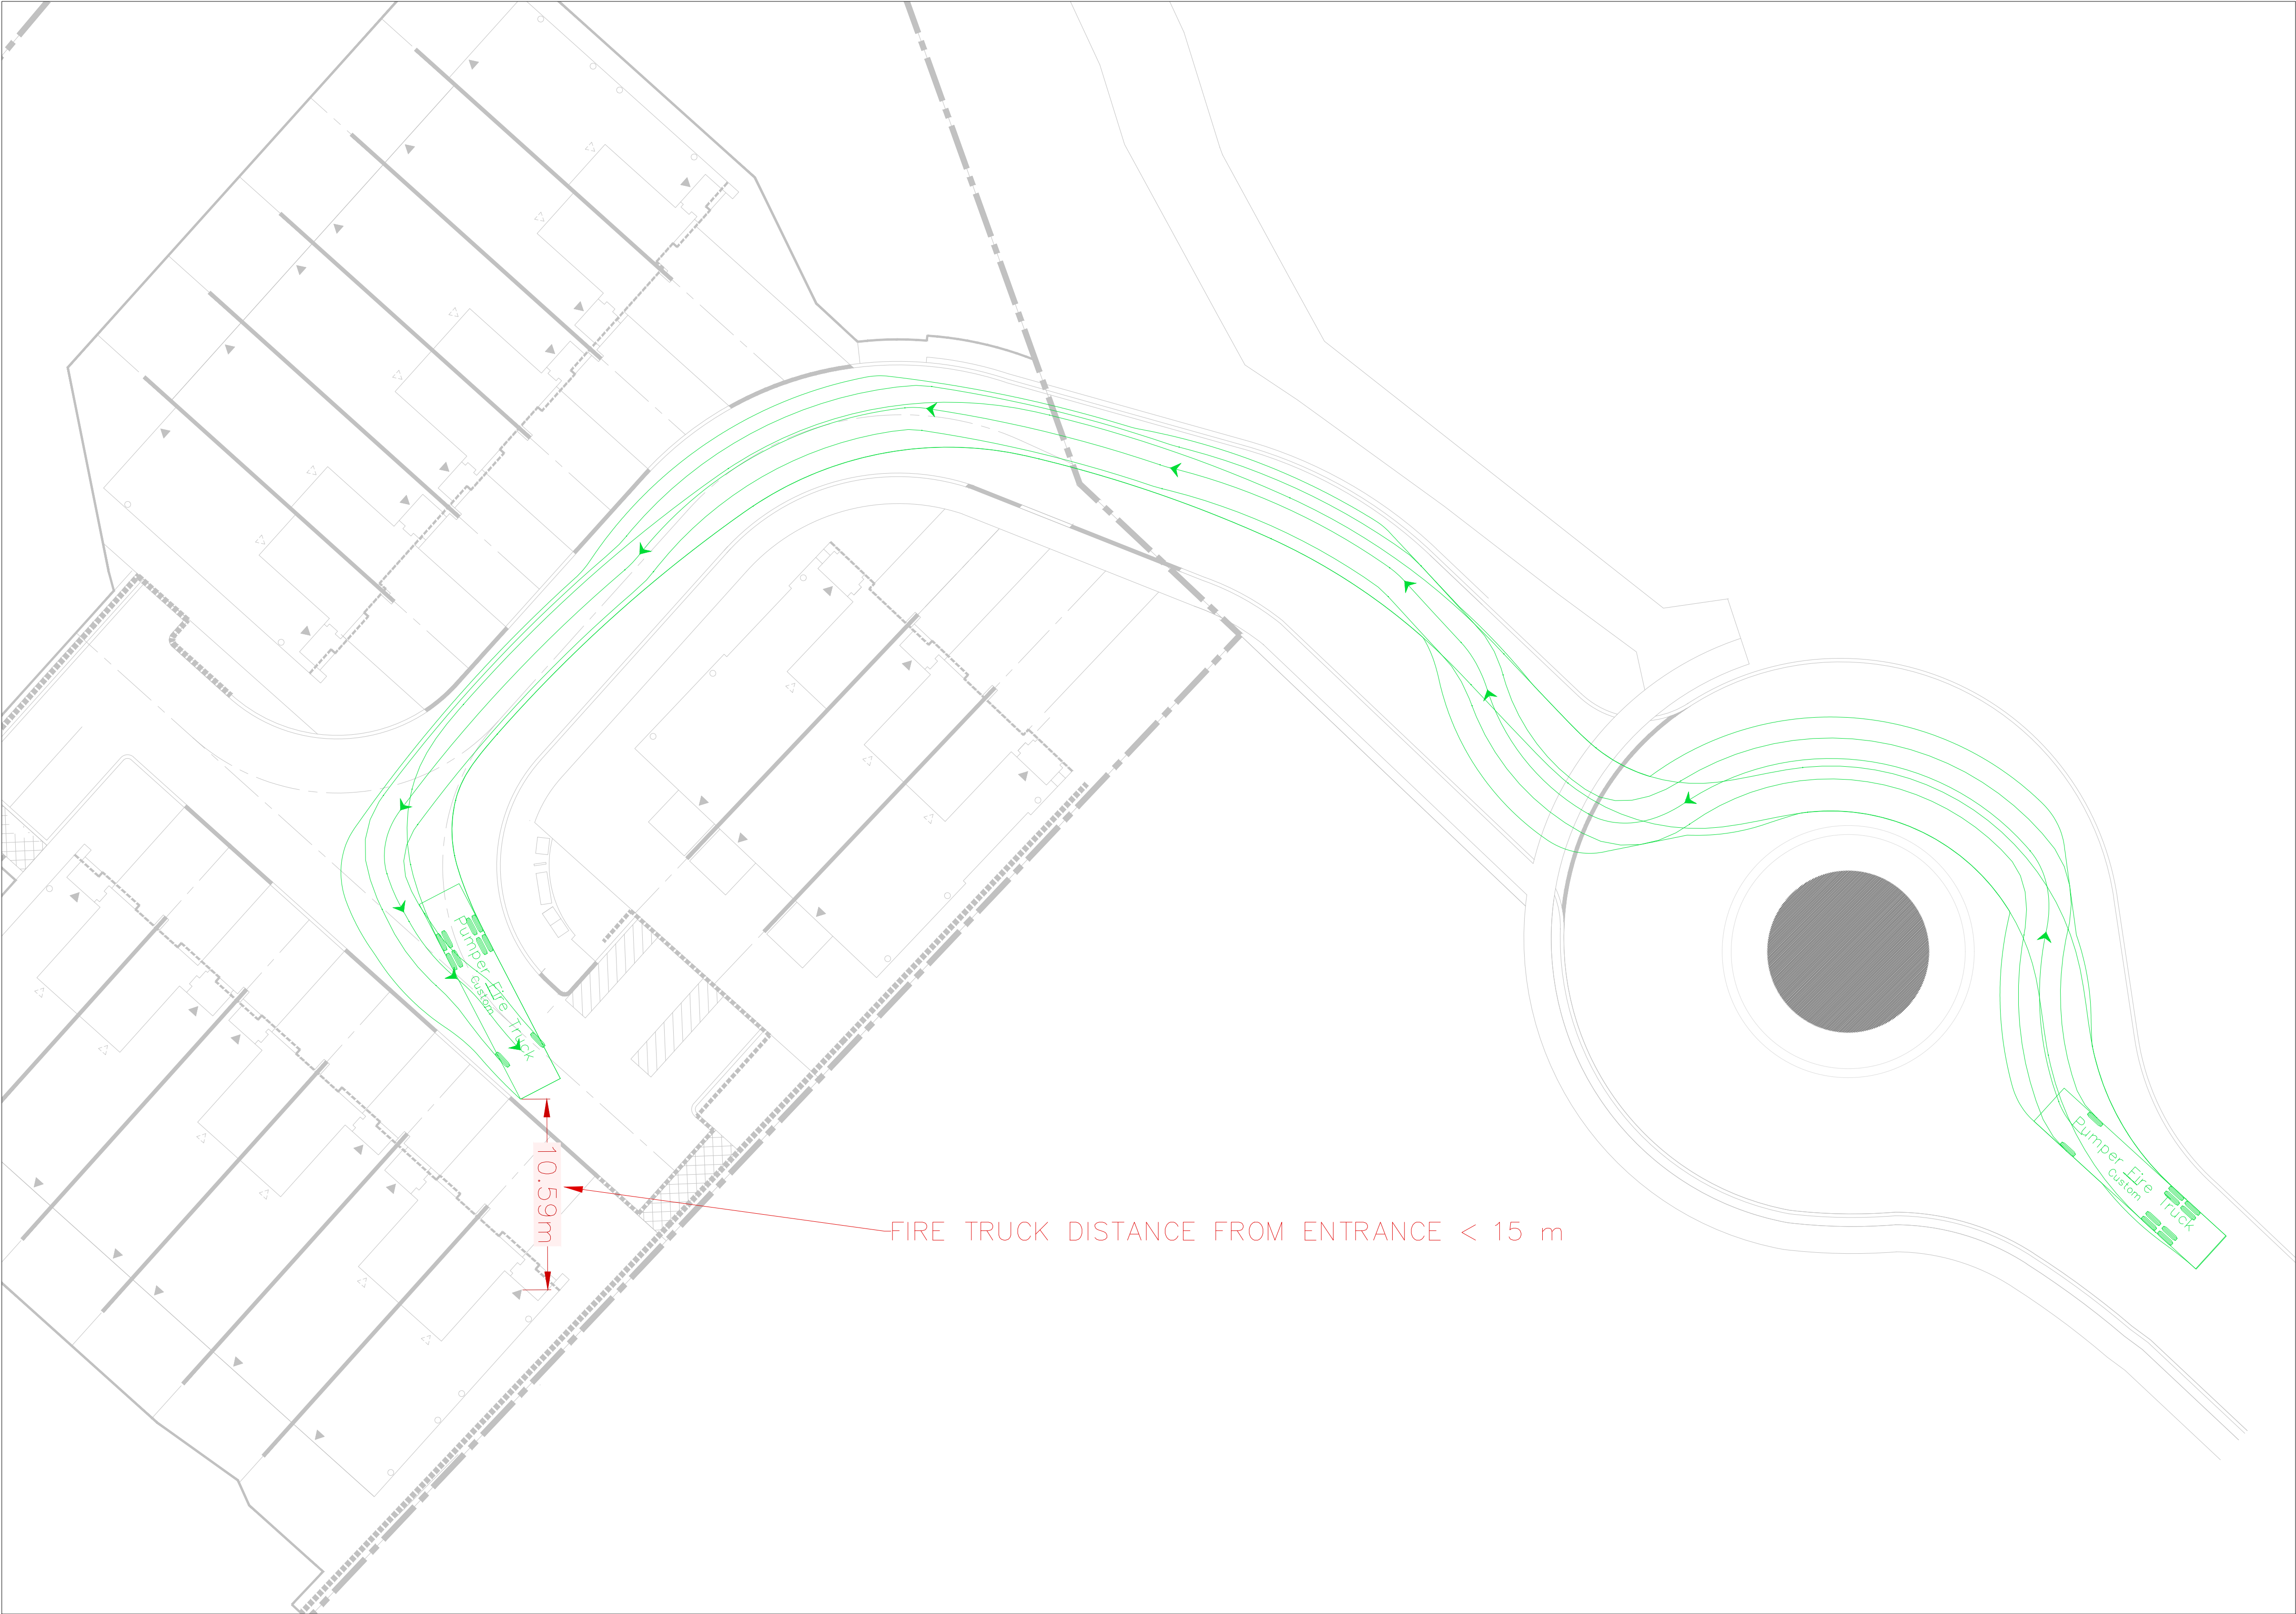 Pumper Fire Truck
Custom
10.59m
FIRE TRUCK DISTANCE FROM ENTRANCE < 15 m
Pumper Fire Truck
Custom